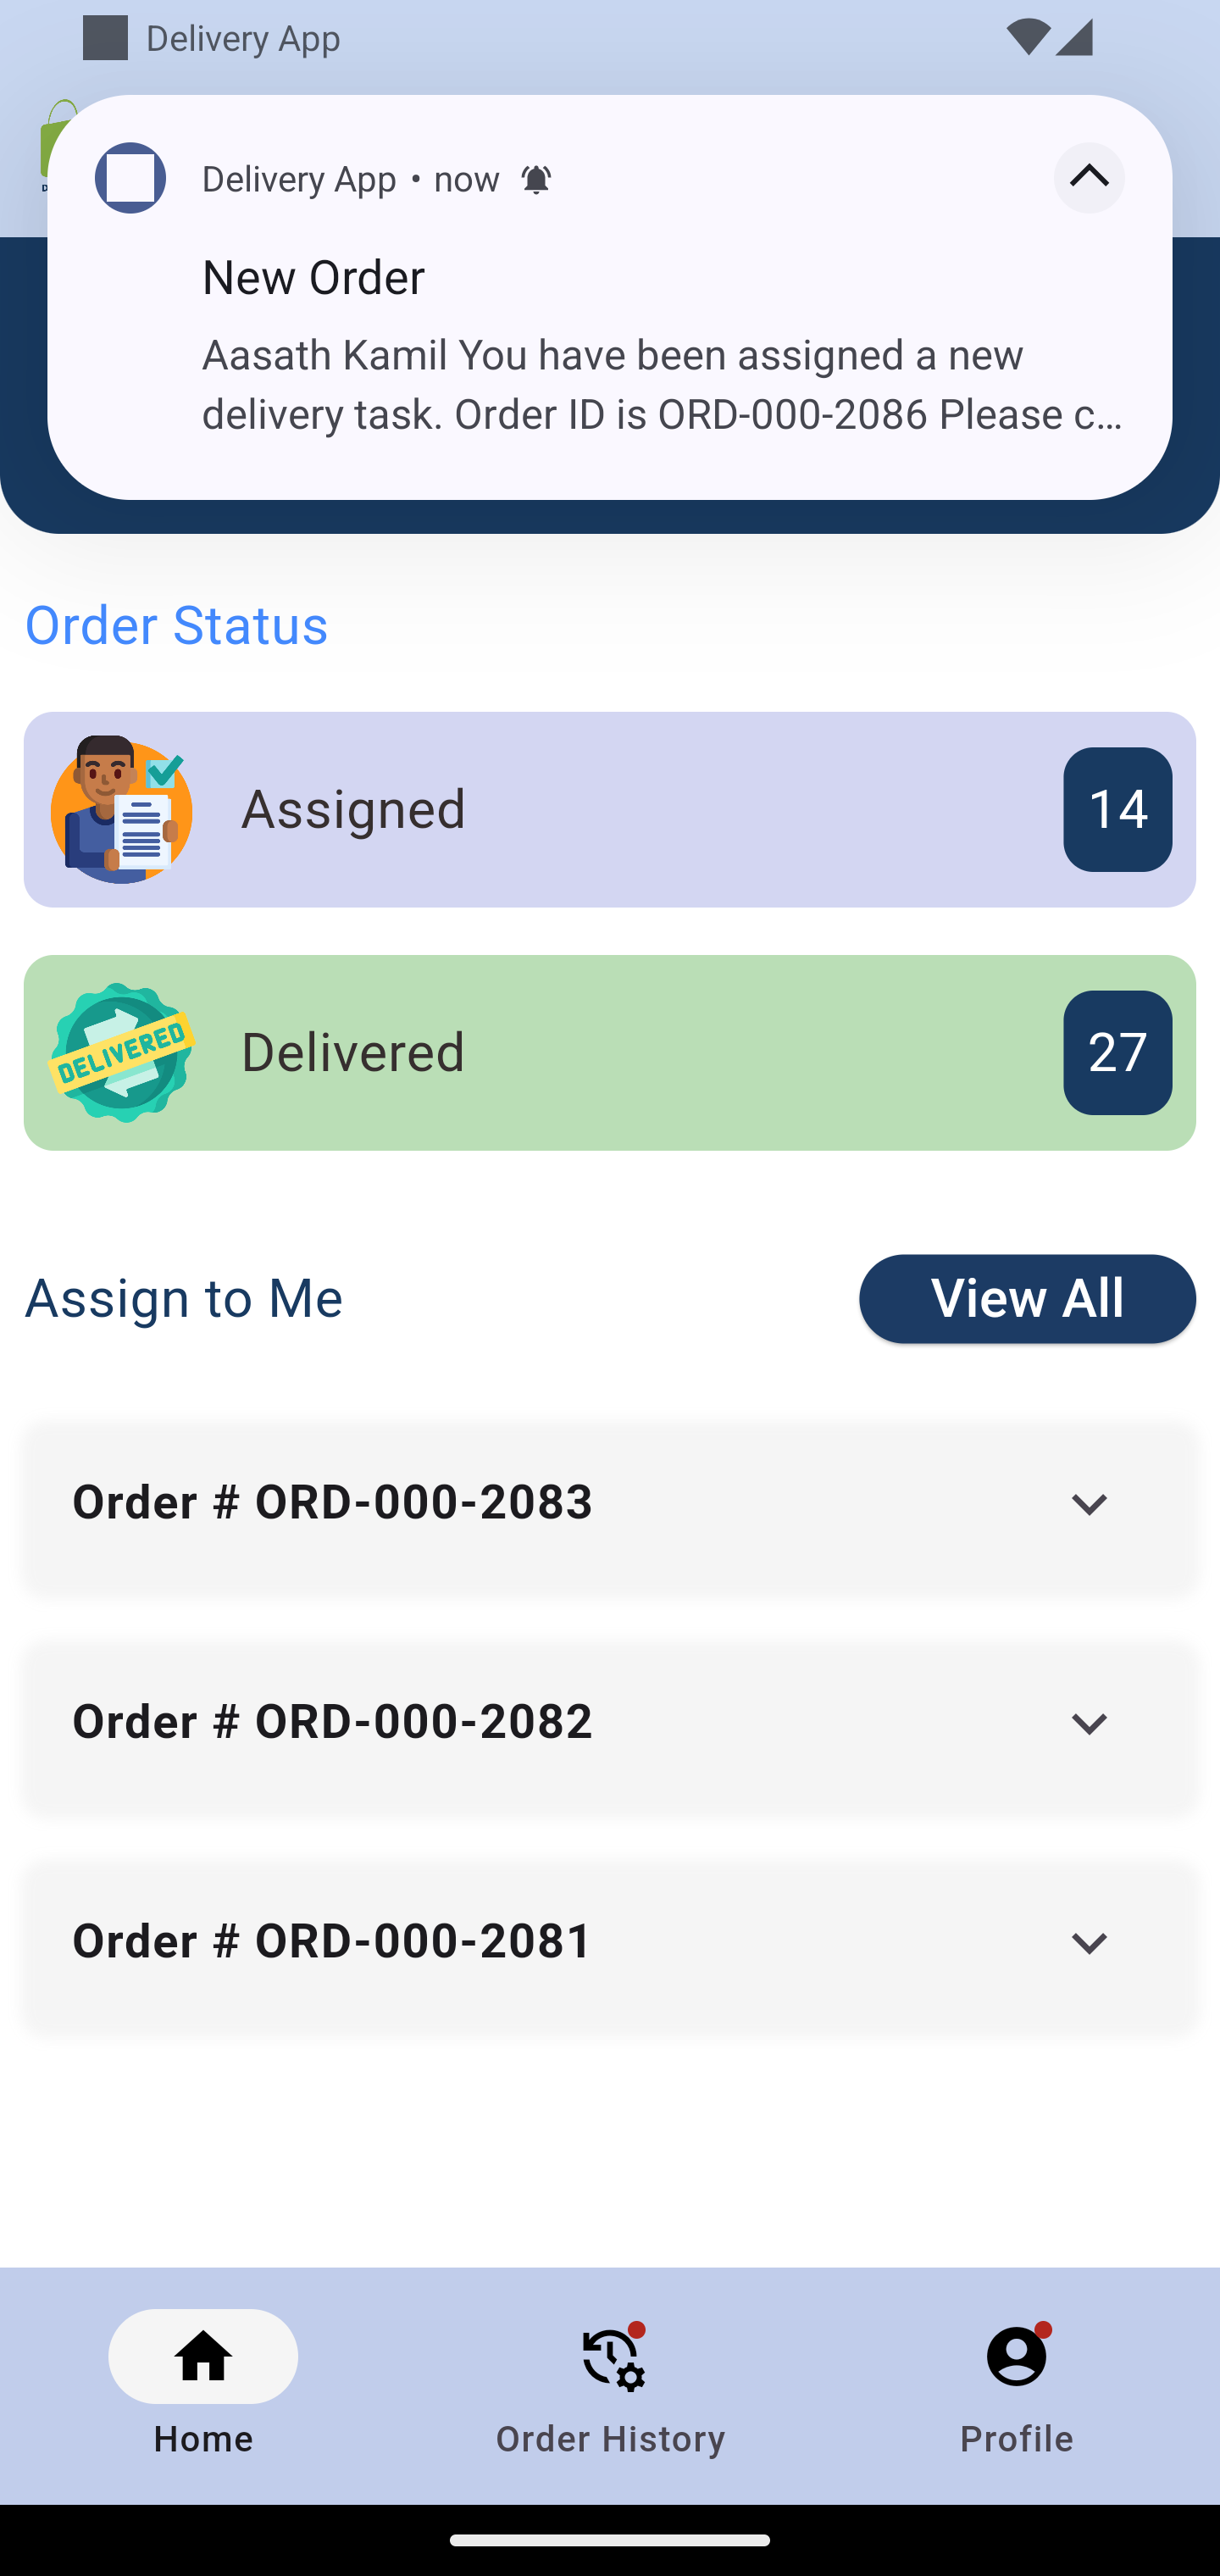 Delivery App
Delivery App • now
New Order
Aasath Kamil You have been assigned a new
delivery task. Order ID is ORD-000-2086 Please c...
Order Status
Assigned
14
DELIVERED
Delivered
27
Assign to Me
View All
Order # ORD-000-2083
Order # ORD-000-2082
Order # ORD-000-2081
Home
Order History
Profile